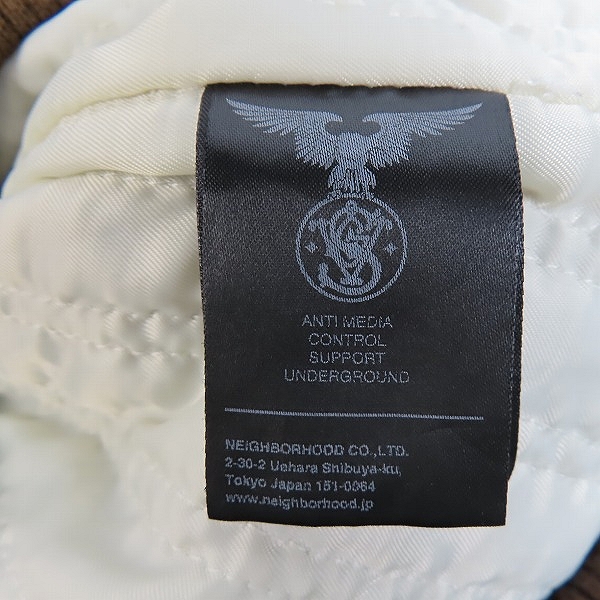 ANTI MEDIA
CONTROL
SUPPORT
UNDERGROUND
NEIGHBORHOOD CO.,LTD.
2-30-2 Uehara Shibuya-ku,
Tokyo Japan 151-0064
www.neighborhood.jp